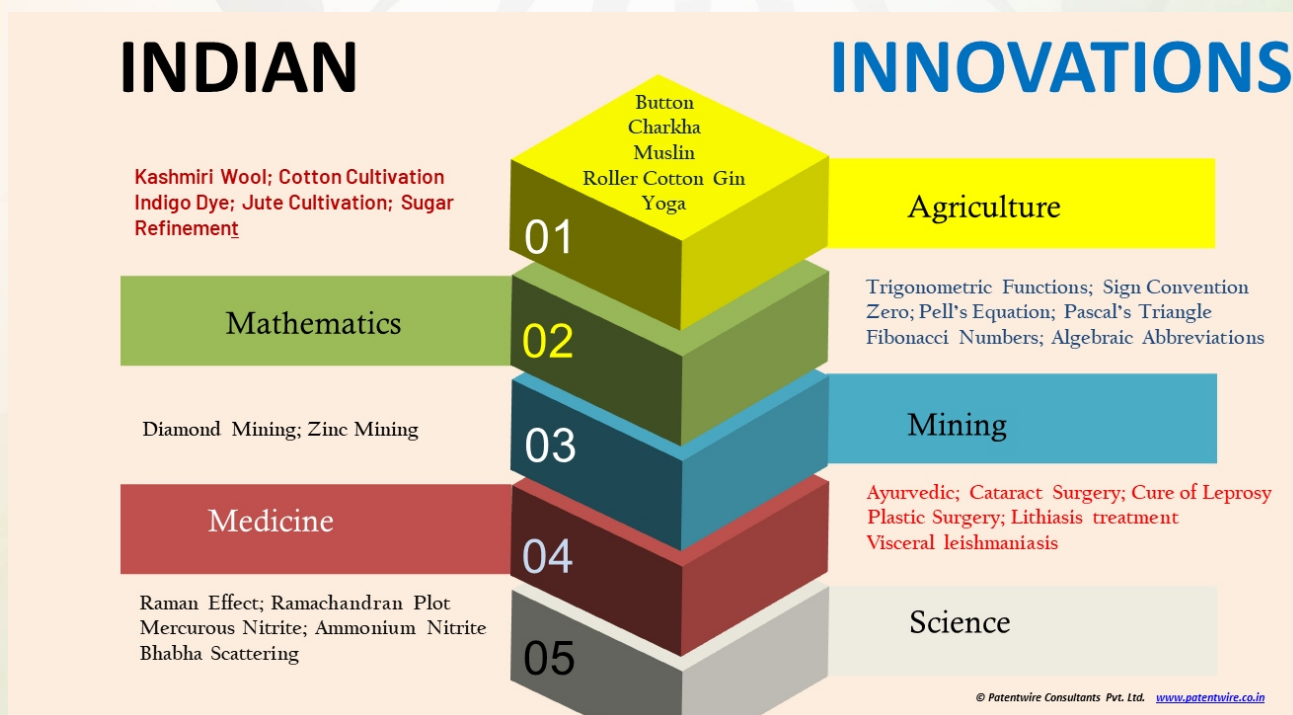 INDIAN
INNOVATIONS
Button
Charkha
Muslin
Roller Cotton Gin
Yoga
Kashmiri Wool; Cotton Cultivation
Indigo Dye; Jute Cultivation; Sugar
Refinement
01
Agriculture
Mathematics
02
Trigonometric Functions; Sign Convention
Zero; Pell's Equation; Pascal's Triangle
Fibonacci Numbers; Algebraic Abbreviations
Diamond Mining; Zinc Mining
03
Mining
Medicine
04
Ayurvedic; Cataract Surgery; Cure of Leprosy
Plastic Surgery; Lithiasis treatment
Visceral leishmaniasis
Raman Effect; Ramachandran Plot
Mercurous Nitrite; Ammonium Nitrite
Bhabha Scattering
05
Science
© Patentwire Consultants Pvt. Ltd. www.patentwire.co.in